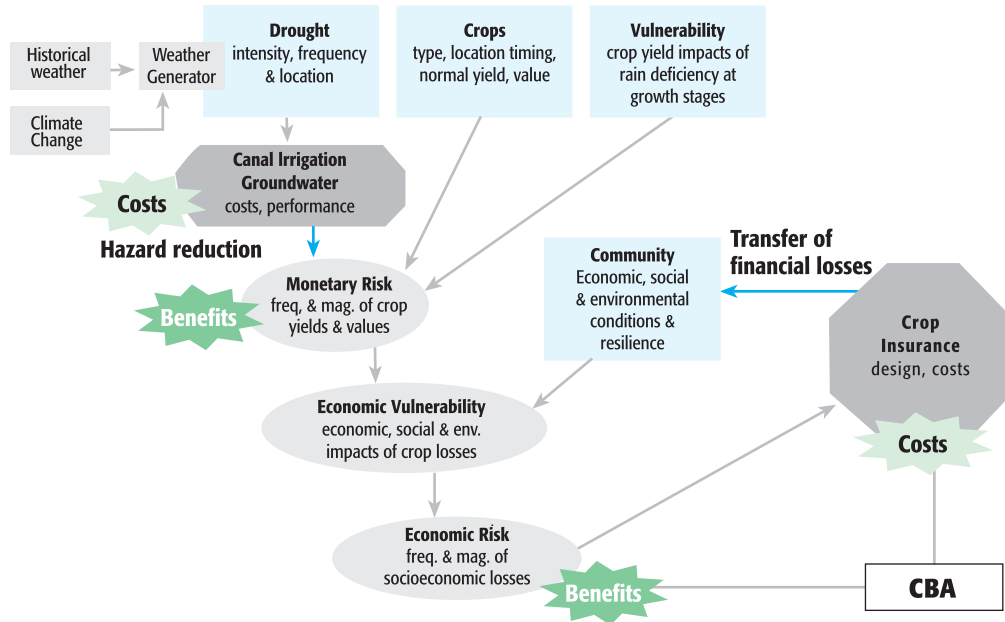 Historical
weather
Climate
Change
Weather
Generator
Drought
intensity, frequency
& location
Crops
type, location timing,
normal yield, value
Vulnerability
crop yield impacts of
rain deficiency at
growth stages
Canal Irrigation
Groundwater
costs, performance
Costs
Hazard reduction
Monetary Risk
freq, & mag. of crop
yields & values
Benefits
Community
Economic, social
& environmental
conditions &
resilience
Transfer of
financial losses
Crop
Insurance
design, costs
Costs
Economic Vulnerability
economic, social & env.
impacts of crop losses
Economic Risk
freq. & mag. of
socioeconomic losses
Benefits
CBA